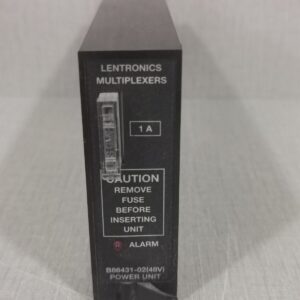 LENTRONICS
MULTIPLEXERS
1 A
CAUTION
REMOVE
FUSE
BEFORE
INSERTING
UNIT
ALARM
B86431-02(48V)
POWER UNIT